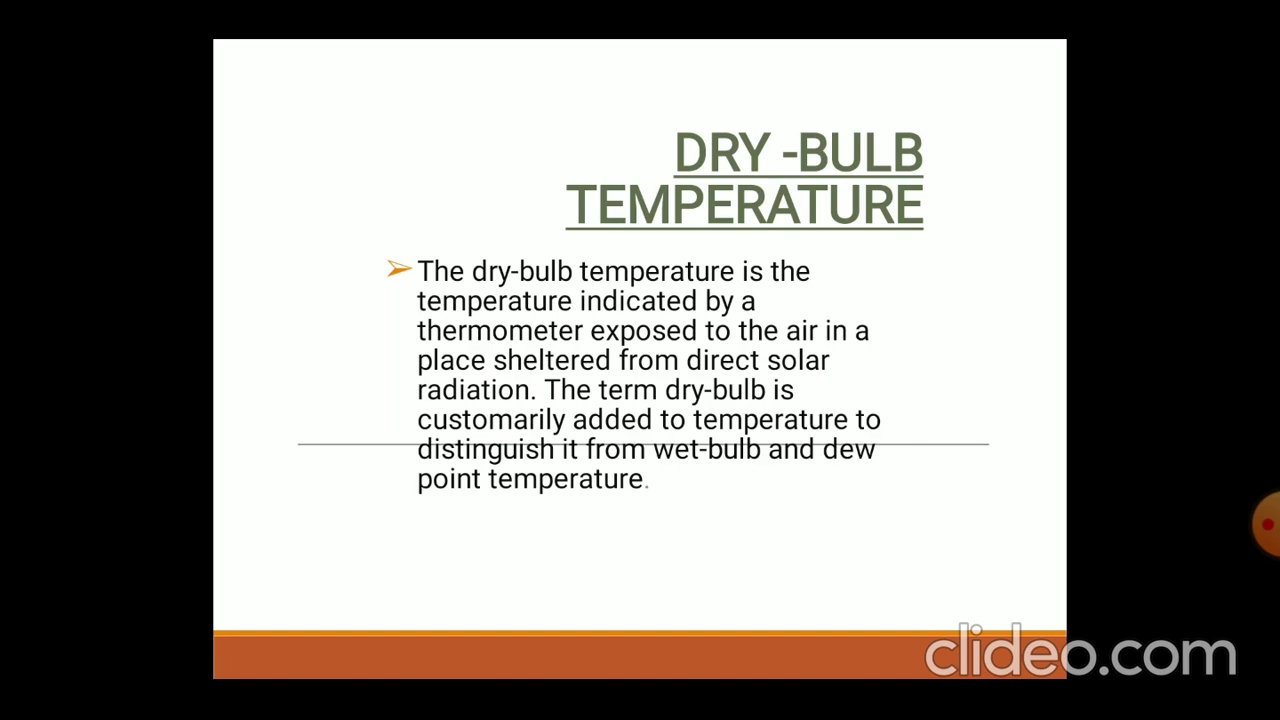 DRY -BULB
TEMPERATURE
➢The dry-bulb temperature is the
temperature indicated by a
thermometer exposed to the air in a
place sheltered from direct solar
radiation. The term dry-bulb is
customarily added to temperature to
distinguish it from wet-bulb and dew
point temperature.
clideo.com